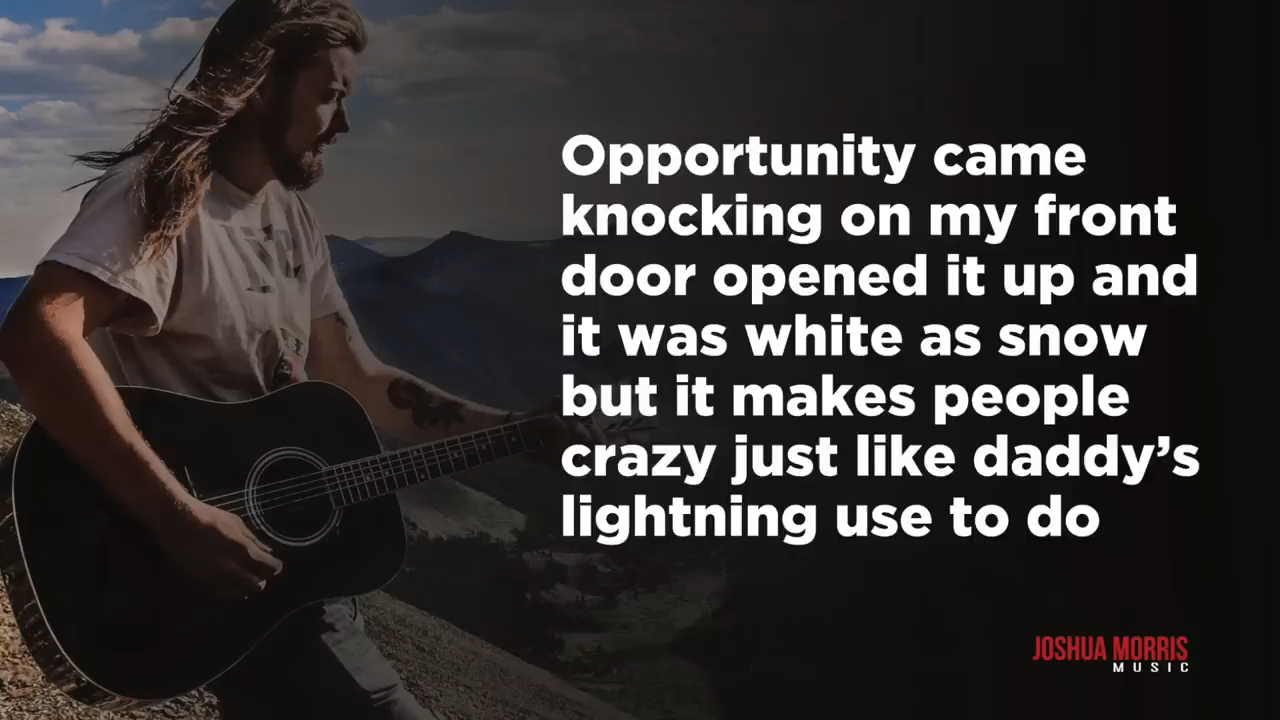 Opportunity came
knocking on my front
door opened it up and
it was white as snow
but it makes people
crazy just like daddy’s
lightning use to do
JOSHUA MORRIS
MUSIC